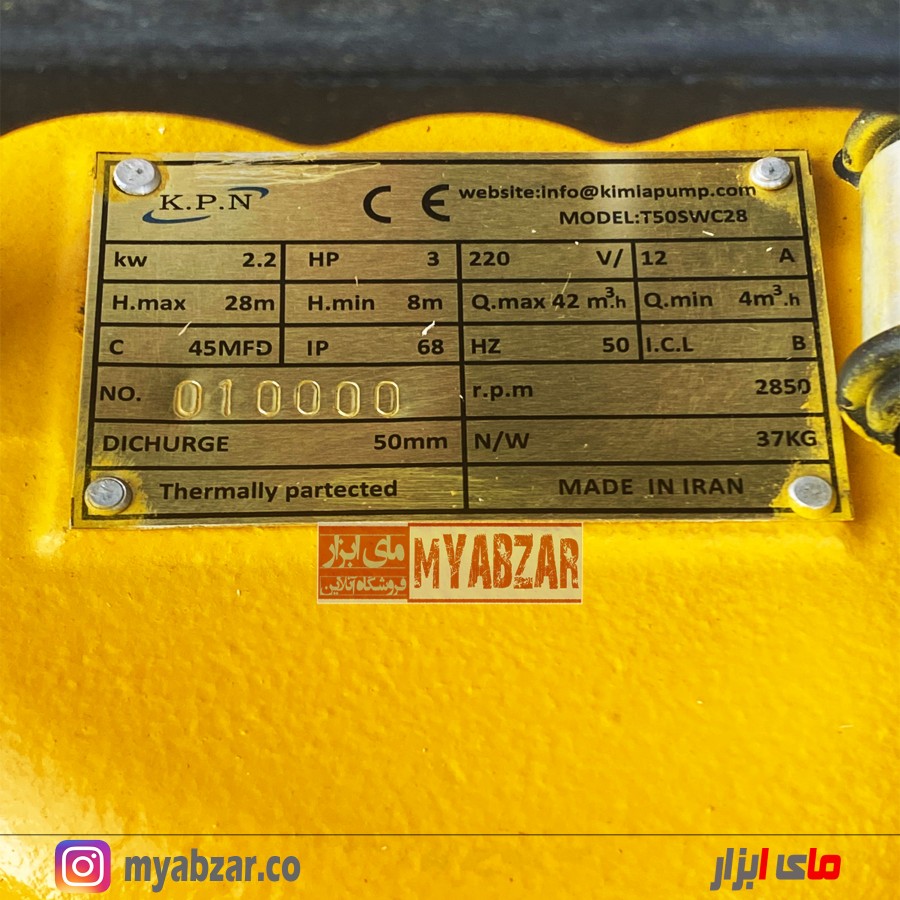 K.P.N CE website:info@kimiapump.com
MODEL:T50SWC28
kw 2.2 HP 3 220 V/ 12 A
H.max 28m H.min 8m Q.max 42 m³.h Q.min 4m³.h
C 45MFD IP 68 HZ 50 I.C.L B
NO. 010000 r.p.m 2850
DICHURGE 50mm N/W 37KG
Thermally partected MADE IN IRAN
مای ابزار MYABZAR
فروشگاه آنلاین
myabzar.co مای ابزار